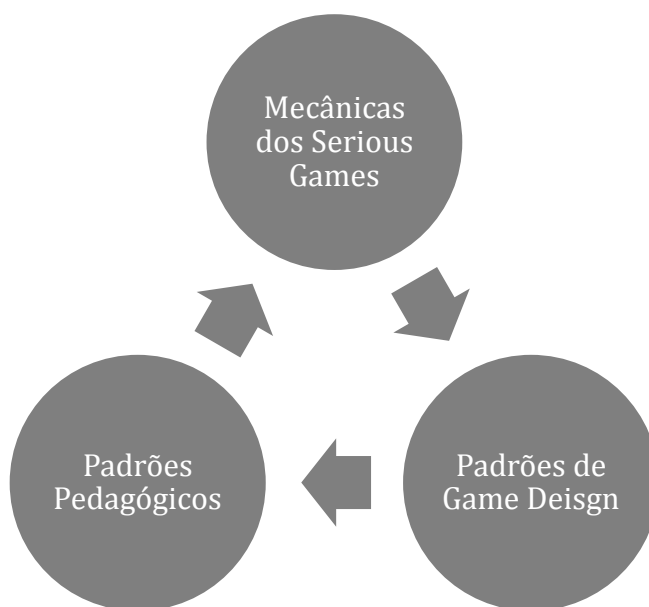 Mecânicas
dos Serious
Games
Padrões
Pedagógicos
Padrões de
Game Deisgn